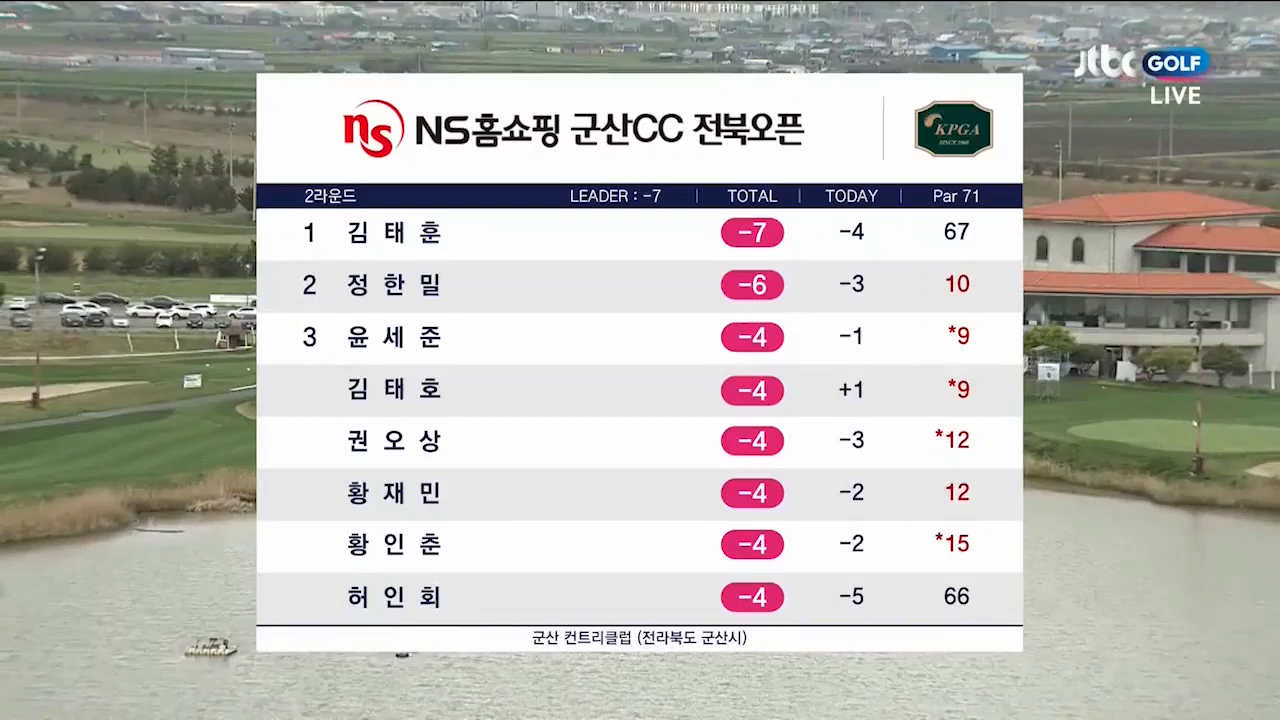 jtbc GOLF
LIVE
ns NS홈쇼핑 군산CC 전북오픈
KPGA
SINCE 1968
2라운드 LEADER : -7 TOTAL TODAY Par 71
1 김태훈 -7 -4 67
2 정한밀 -6 -3 10
3 윤세준 -4 -1 *9
김태호 -4 +1 *9
권오상 -4 -3 *12
황재민 -4 -2 12
황인춘 -4 -2 *15
허인회 -4 -5 66
군산 컨트리클럽 (전라북도 군산시)